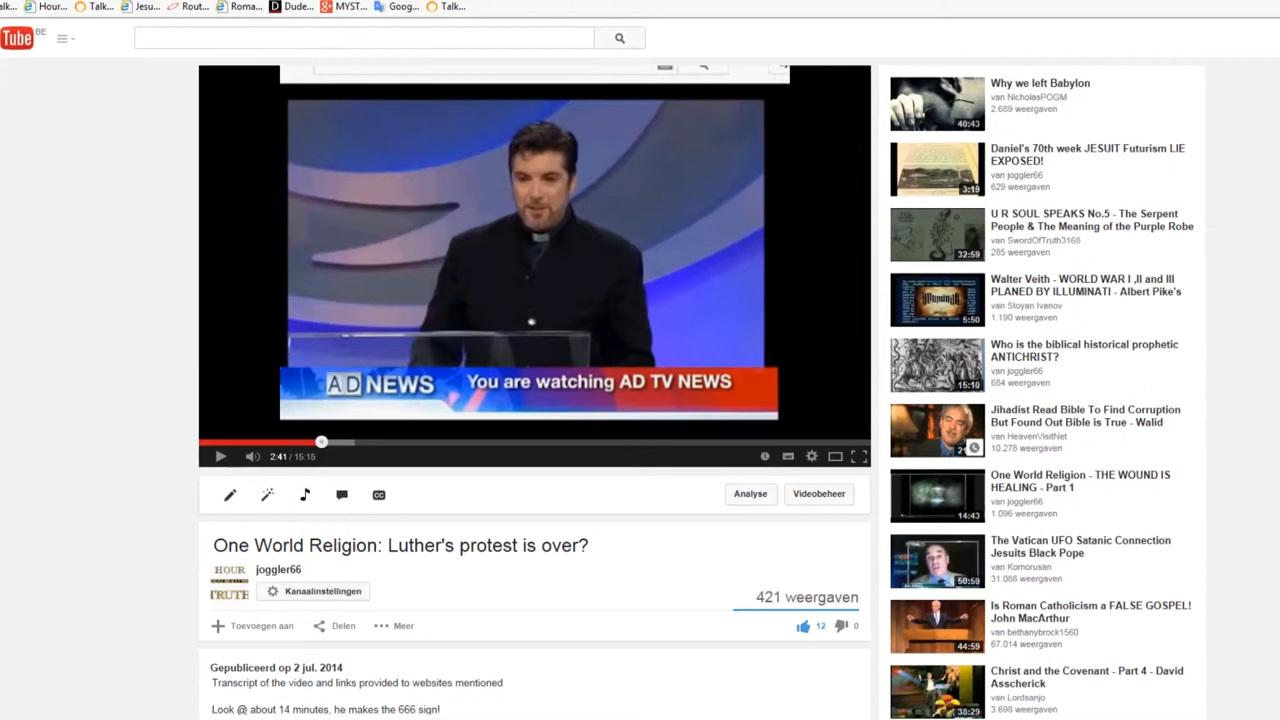 alk...
Hour...
Talk...
Jesu...
Rout...
Roma...
Dude...
MYST...
Goog...
Talk...
Tube BE
AD NEWS You are watching AD TV NEWS
2:41 / 15:15
Analyse
Videobeheer
One World Religion: Luther's protest is over?
HOUR
TRUTH
joggler66
Kanaalinstellingen
421 weergaven
Toevoegen aan
Delen
Meer
12
0
Gepubliceerd op 2 jul. 2014
Transcript of the video and links provided to websites mentioned
Look @ about 14 minutes, he makes the 666 sign!
Why we left Babylon
van NicholasPOGM
2.689 weergaven
40:43
Daniel's 70th week JESUIT Futurism LIE
EXPOSED!
van joggler66
629 weergaven
3:19
U R SOUL SPEAKS No.5 - The Serpent
People & The Meaning of the Purple Robe
van SwordOfTruth3168
285 weergaven
32:59
Walter Veith - WORLD WAR I ,II and III
PLANED BY ILLUMINATI - Albert Pike's
van Stoyan Ivanov
1.190 weergaven
5:50
Who is the biblical historical prophetic
ANTICHRIST?
van joggler66
684 weergaven
15:10
Jihadist Read Bible To Find Corruption
But Found Out Bible is True - Walid
van HeavenVisitNet
10.278 weergaven
One World Religion - THE WOUND IS
HEALING - Part 1
van joggler66
1.096 weergaven
14:43
The Vatican UFO Satanic Connection
Jesuits Black Pope
van Komorusan
31.088 weergaven
50:59
Is Roman Catholicism a FALSE GOSPEL!
John MacArthur
van bethanybrock1560
67.014 weergaven
44:59
Christ and the Covenant - Part 4 - David
Asscherick
van Lordsanjo
3.698 weergaven
38:29